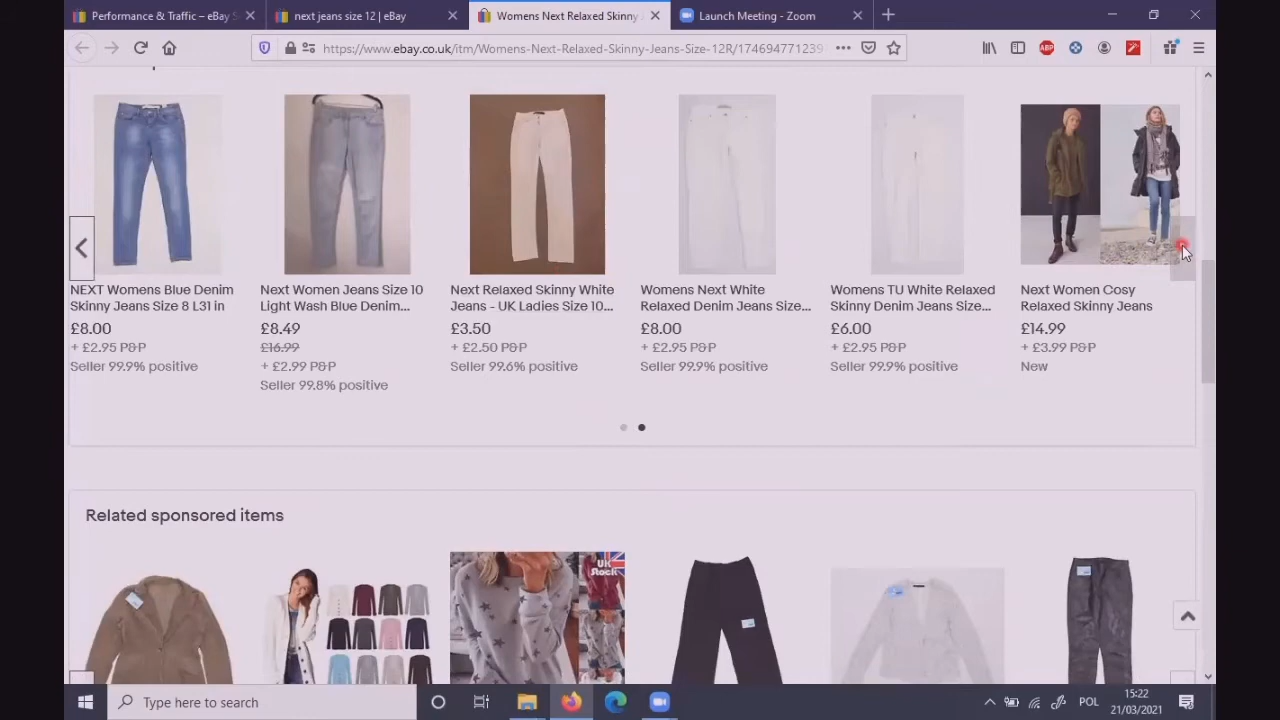 Performance & Traffic – eBay S
next jeans size 12 | eBay
Womens Next Relaxed Skinny J
Launch Meeting - Zoom
https://www.ebay.co.uk/itm/Womens-Next-Relaxed-Skinny-Jeans-Size-12R/174694771239
ABP
NEXT Womens Blue Denim
Skinny Jeans Size 8 L31 in
£8.00
+ £2.95 P&P
Seller 99.9% positive
Next Women Jeans Size 10
Light Wash Blue Denim...
£8.49
£16.99
+ £2.99 P&P
Seller 99.8% positive
Next Relaxed Skinny White
Jeans - UK Ladies Size 10...
£3.50
+ £2.50 P&P
Seller 99.6% positive
Womens Next White
Relaxed Denim Jeans Size...
£8.00
+ £2.95 P&P
Seller 99.9% positive
Womens TU White Relaxed
Skinny Denim Jeans Size...
£6.00
+ £2.95 P&P
Seller 99.9% positive
Next Women Cosy
Relaxed Skinny Jeans
£14.99
+ £3.99 P&P
New
Related sponsored items
UK
Stock
Type here to search
POL
15:22
21/03/2021